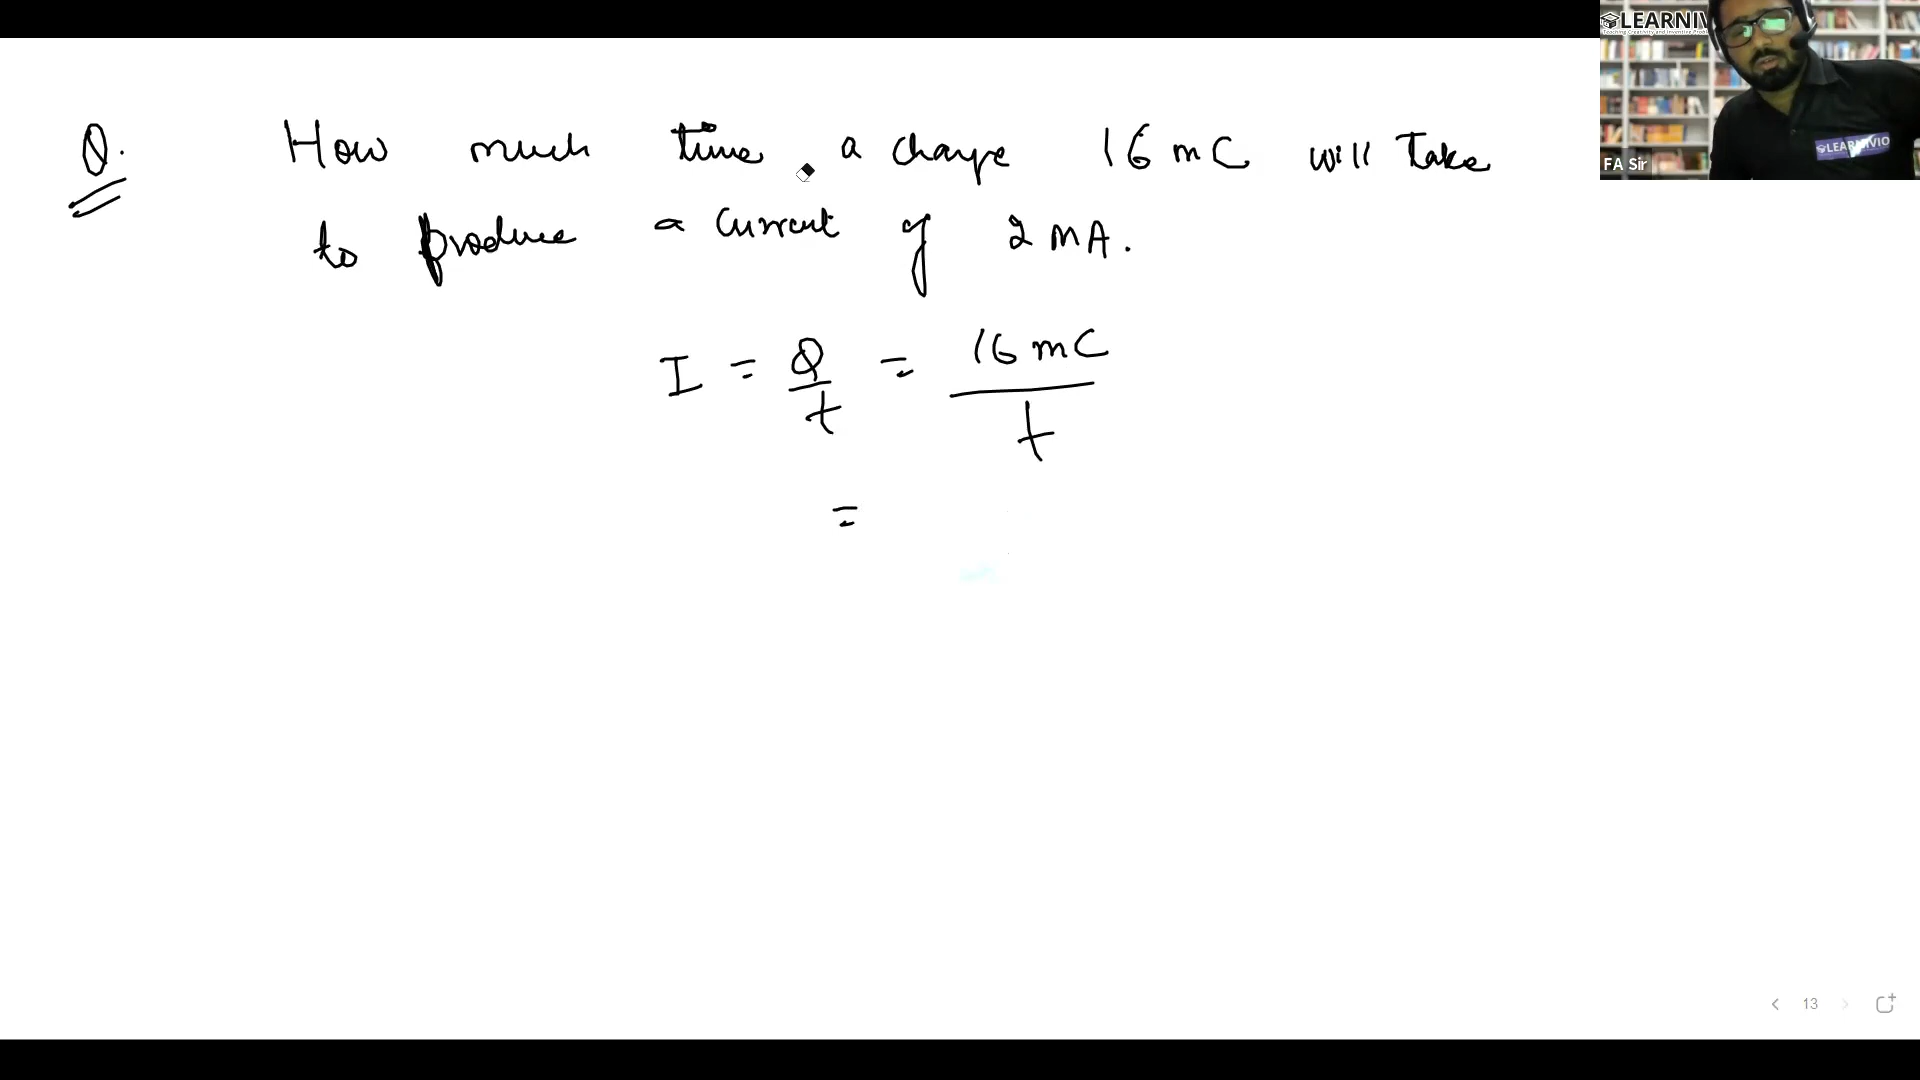 LEARNIV
Q. How much time a charge 16 mC will Take
LEARNIVIO
FA Sir
to produce a current of 2 mA.
I = Q/t = 16 mC/t
=
13